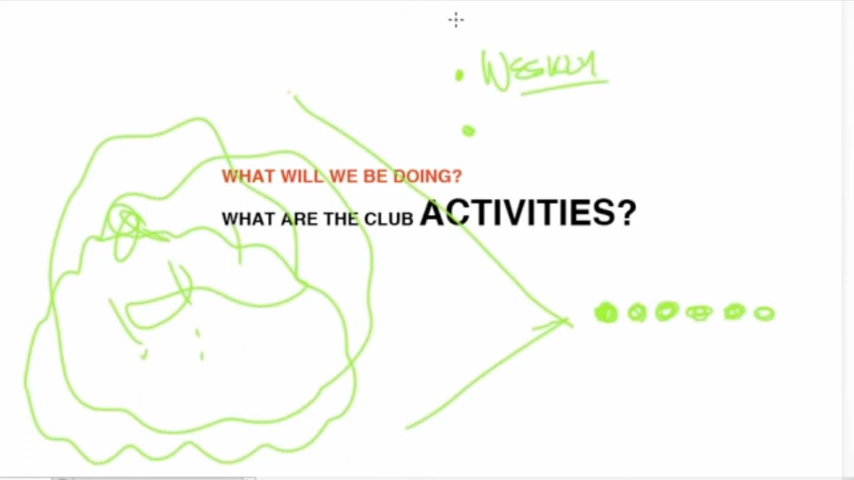 • WEEKLY
•
WHAT WILL WE BE DOING?
WHAT ARE THE CLUB ACTIVITIES?